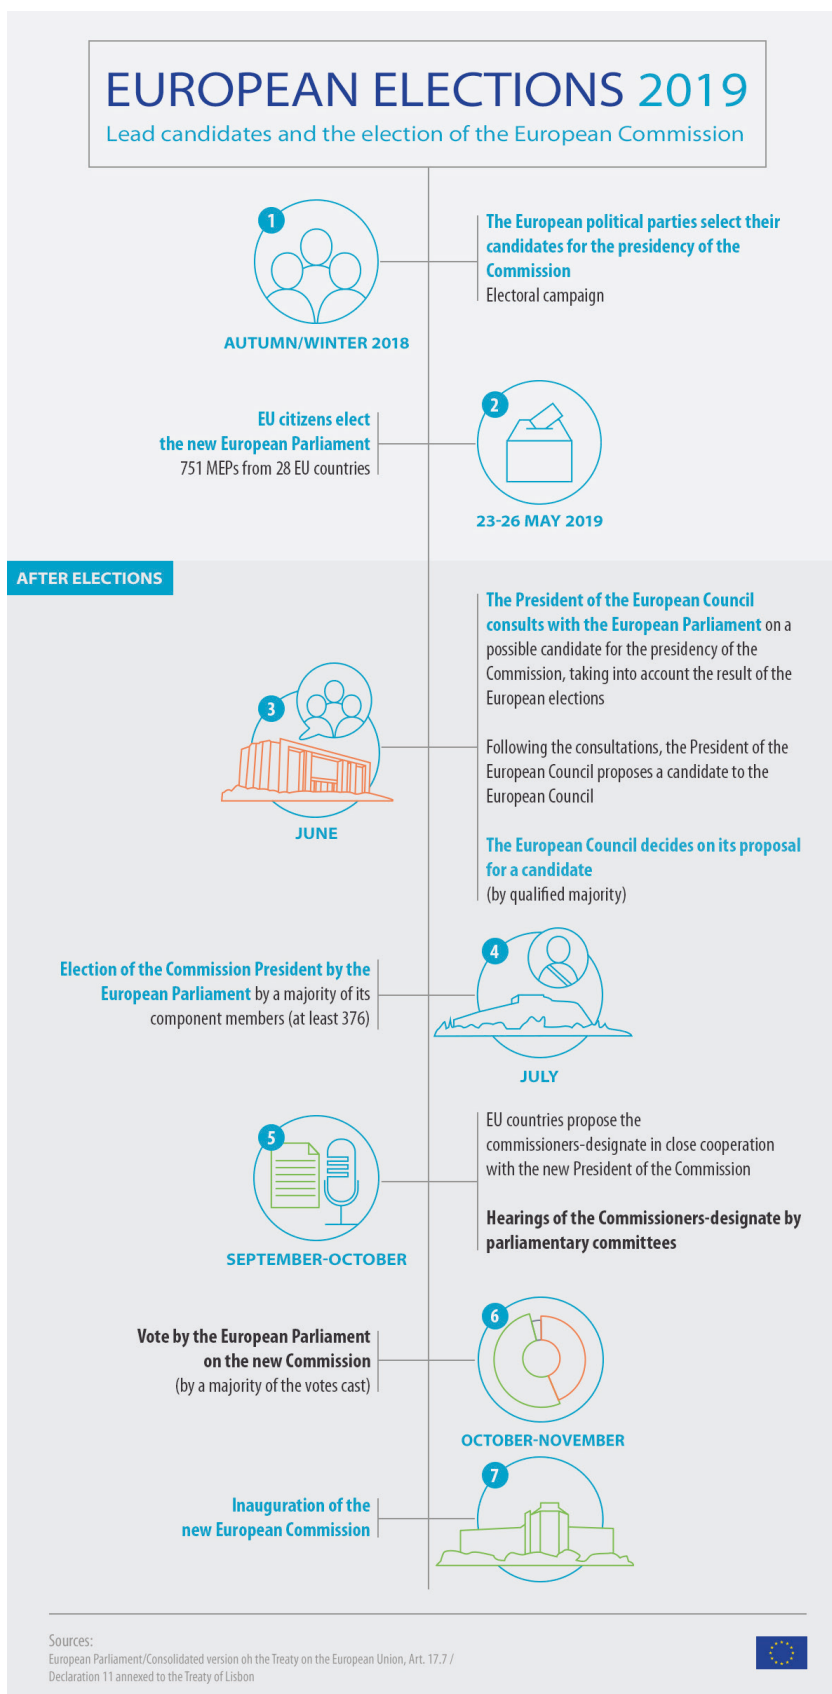 EUROPEAN ELECTIONS 2019
Lead candidates and the election of the European Commission
1
The European political parties select their
candidates for the presidency of the
Commission
Electoral campaign
AUTUMN/WINTER 2018
2
EU citizens elect
the new European Parliament
751 MEPs from 28 EU countries
23-26 MAY 2019
AFTER ELECTIONS
The President of the European Council
consults with the European Parliament on a
possible candidate for the presidency of the
Commission, taking into account the result of the
European elections
3
Following the consultations, the President of the
European Council proposes a candidate to the
European Council
JUNE
The European Council decides on its proposal
for a candidate
(by qualified majority)
4
Election of the Commission President by the
European Parliament by a majority of its
component members (at least 376)
JULY
5
EU countries propose the
commissioners-designate in close cooperation
with the new President of the Commission
Hearings of the Commissioners-designate by
parliamentary committees
SEPTEMBER-OCTOBER
6
Vote by the European Parliament
on the new Commission
(by a majority of the votes cast)
OCTOBER-NOVEMBER
7
Inauguration of the
new European Commission
Sources:
European Parliament/Consolidated version oh the Treaty on the European Union, Art. 17.7 /
Declaration 11 annexed to the Treaty of Lisbon